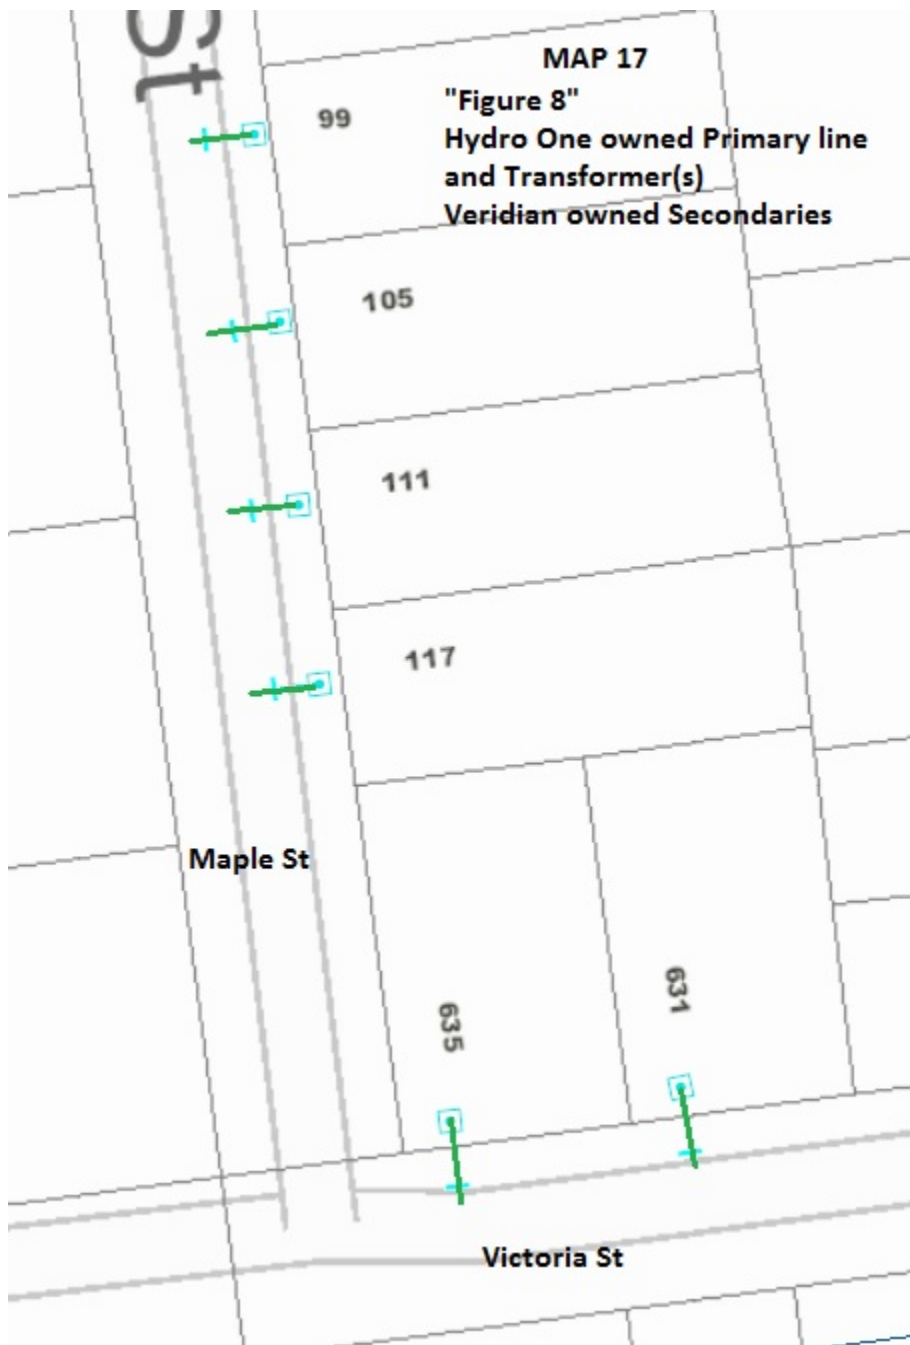 St
MAP 17
"Figure 8"
Hydro One owned Primary line
and Transformer(s)
Veridian owned Secondaries
99
105
111
117
Maple St
635
631
Victoria St